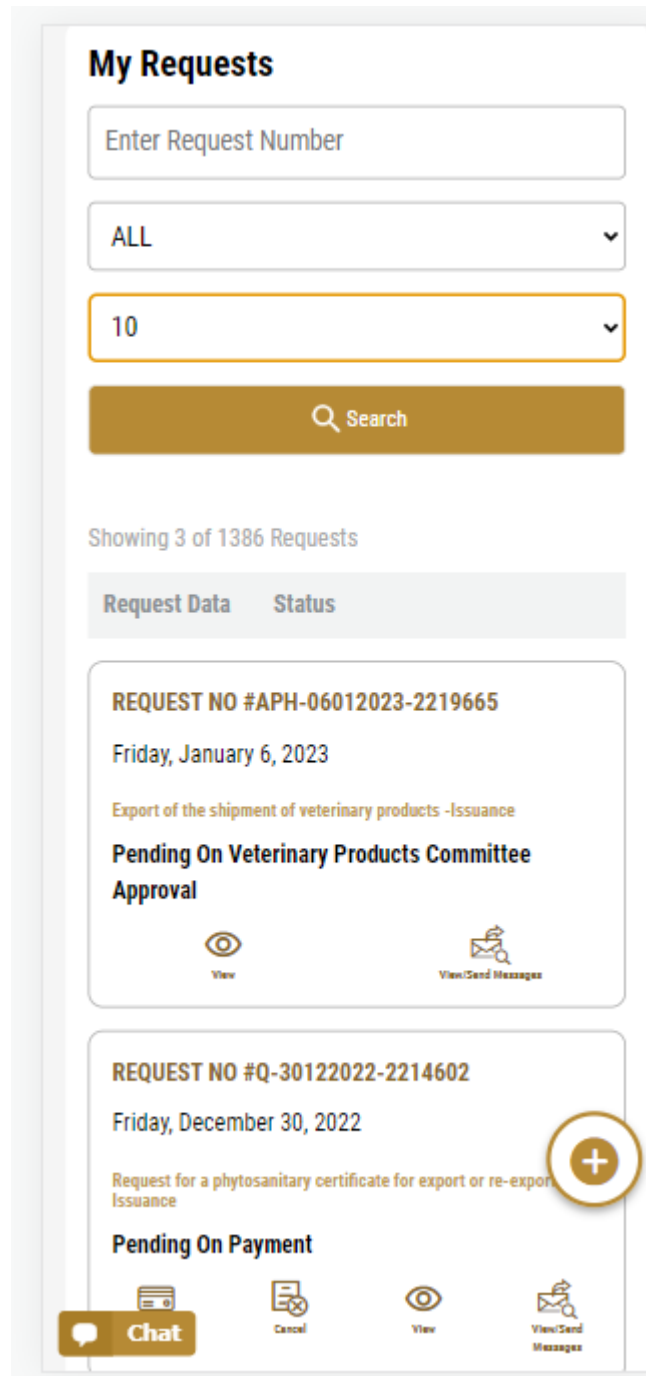 My Requests
Enter Request Number
ALL
10
Search
Showing 3 of 1386 Requests
Request Data Status
REQUEST NO #APH-06012023-2219665
Friday, January 6, 2023
Export of the shipment of veterinary products -Issuance
Pending On Veterinary Products Committee
Approval
View View/Send Messages
REQUEST NO #Q-30122022-2214602
Friday, December 30, 2022
Request for a phytosanitary certificate for export or re-expor
Issuance
Pending On Payment
Chat Cancel View View/Send
Messages